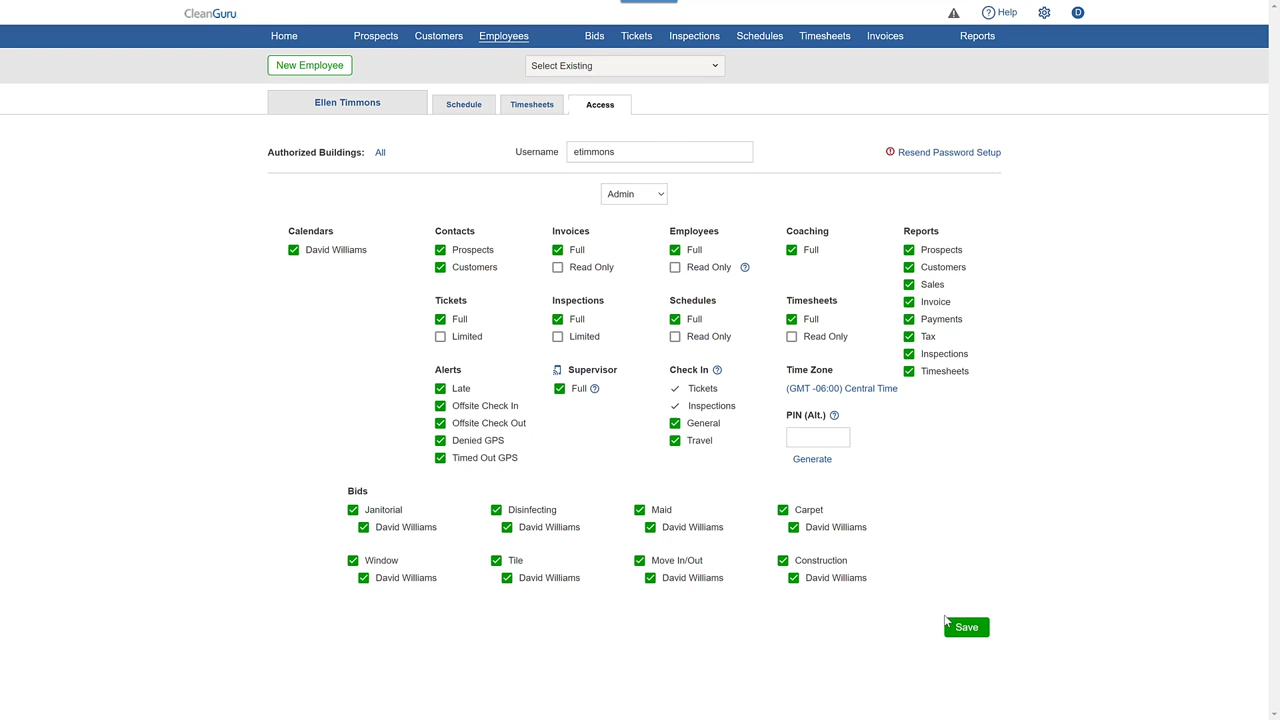 CleanGuru
Help
D
Home Prospects Customers Employees Bids Tickets Inspections Schedules Timesheets Invoices Reports
New Employee Select Existing
Ellen Timmons Schedule Timesheets Access
Authorized Buildings: All Username etimmons Resend Password Setup
Admin
Calendars
David Williams
Contacts
Prospects
Customers
Invoices
Full
Read Only
Employees
Full
Read Only
Coaching
Full
Reports
Prospects
Customers
Sales
Invoice
Payments
Tax
Inspections
Timesheets
Tickets
Full
Limited
Inspections
Full
Limited
Schedules
Full
Read Only
Timesheets
Full
Read Only
Alerts
Late
Offsite Check In
Offsite Check Out
Denied GPS
Timed Out GPS
Supervisor
Full
Check In
Tickets
Inspections
General
Travel
Time Zone
(GMT -06:00) Central Time
PIN (Alt.)
Generate
Bids
Janitorial
David Williams
Disinfecting
David Williams
Maid
David Williams
Carpet
David Williams
Window
David Williams
Tile
David Williams
Move In/Out
David Williams
Construction
David Williams
Save